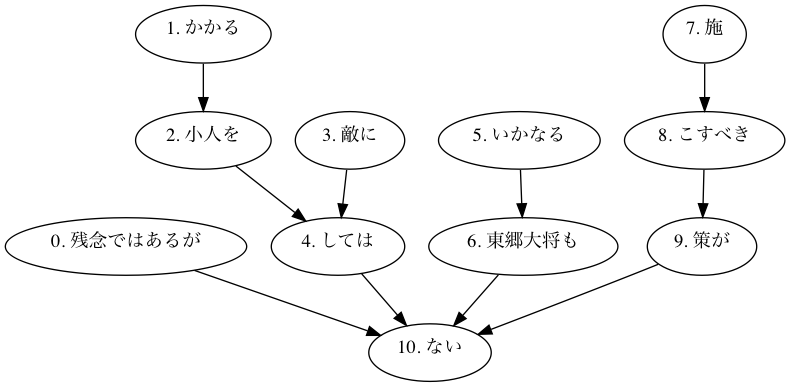 1. かかる
7. 施
2. 小人を
3. 敵に
5. いかなる
8. こすべき
0. 残念ではあるが
4. しては
6. 東郷大将も
9. 策が
10. ない